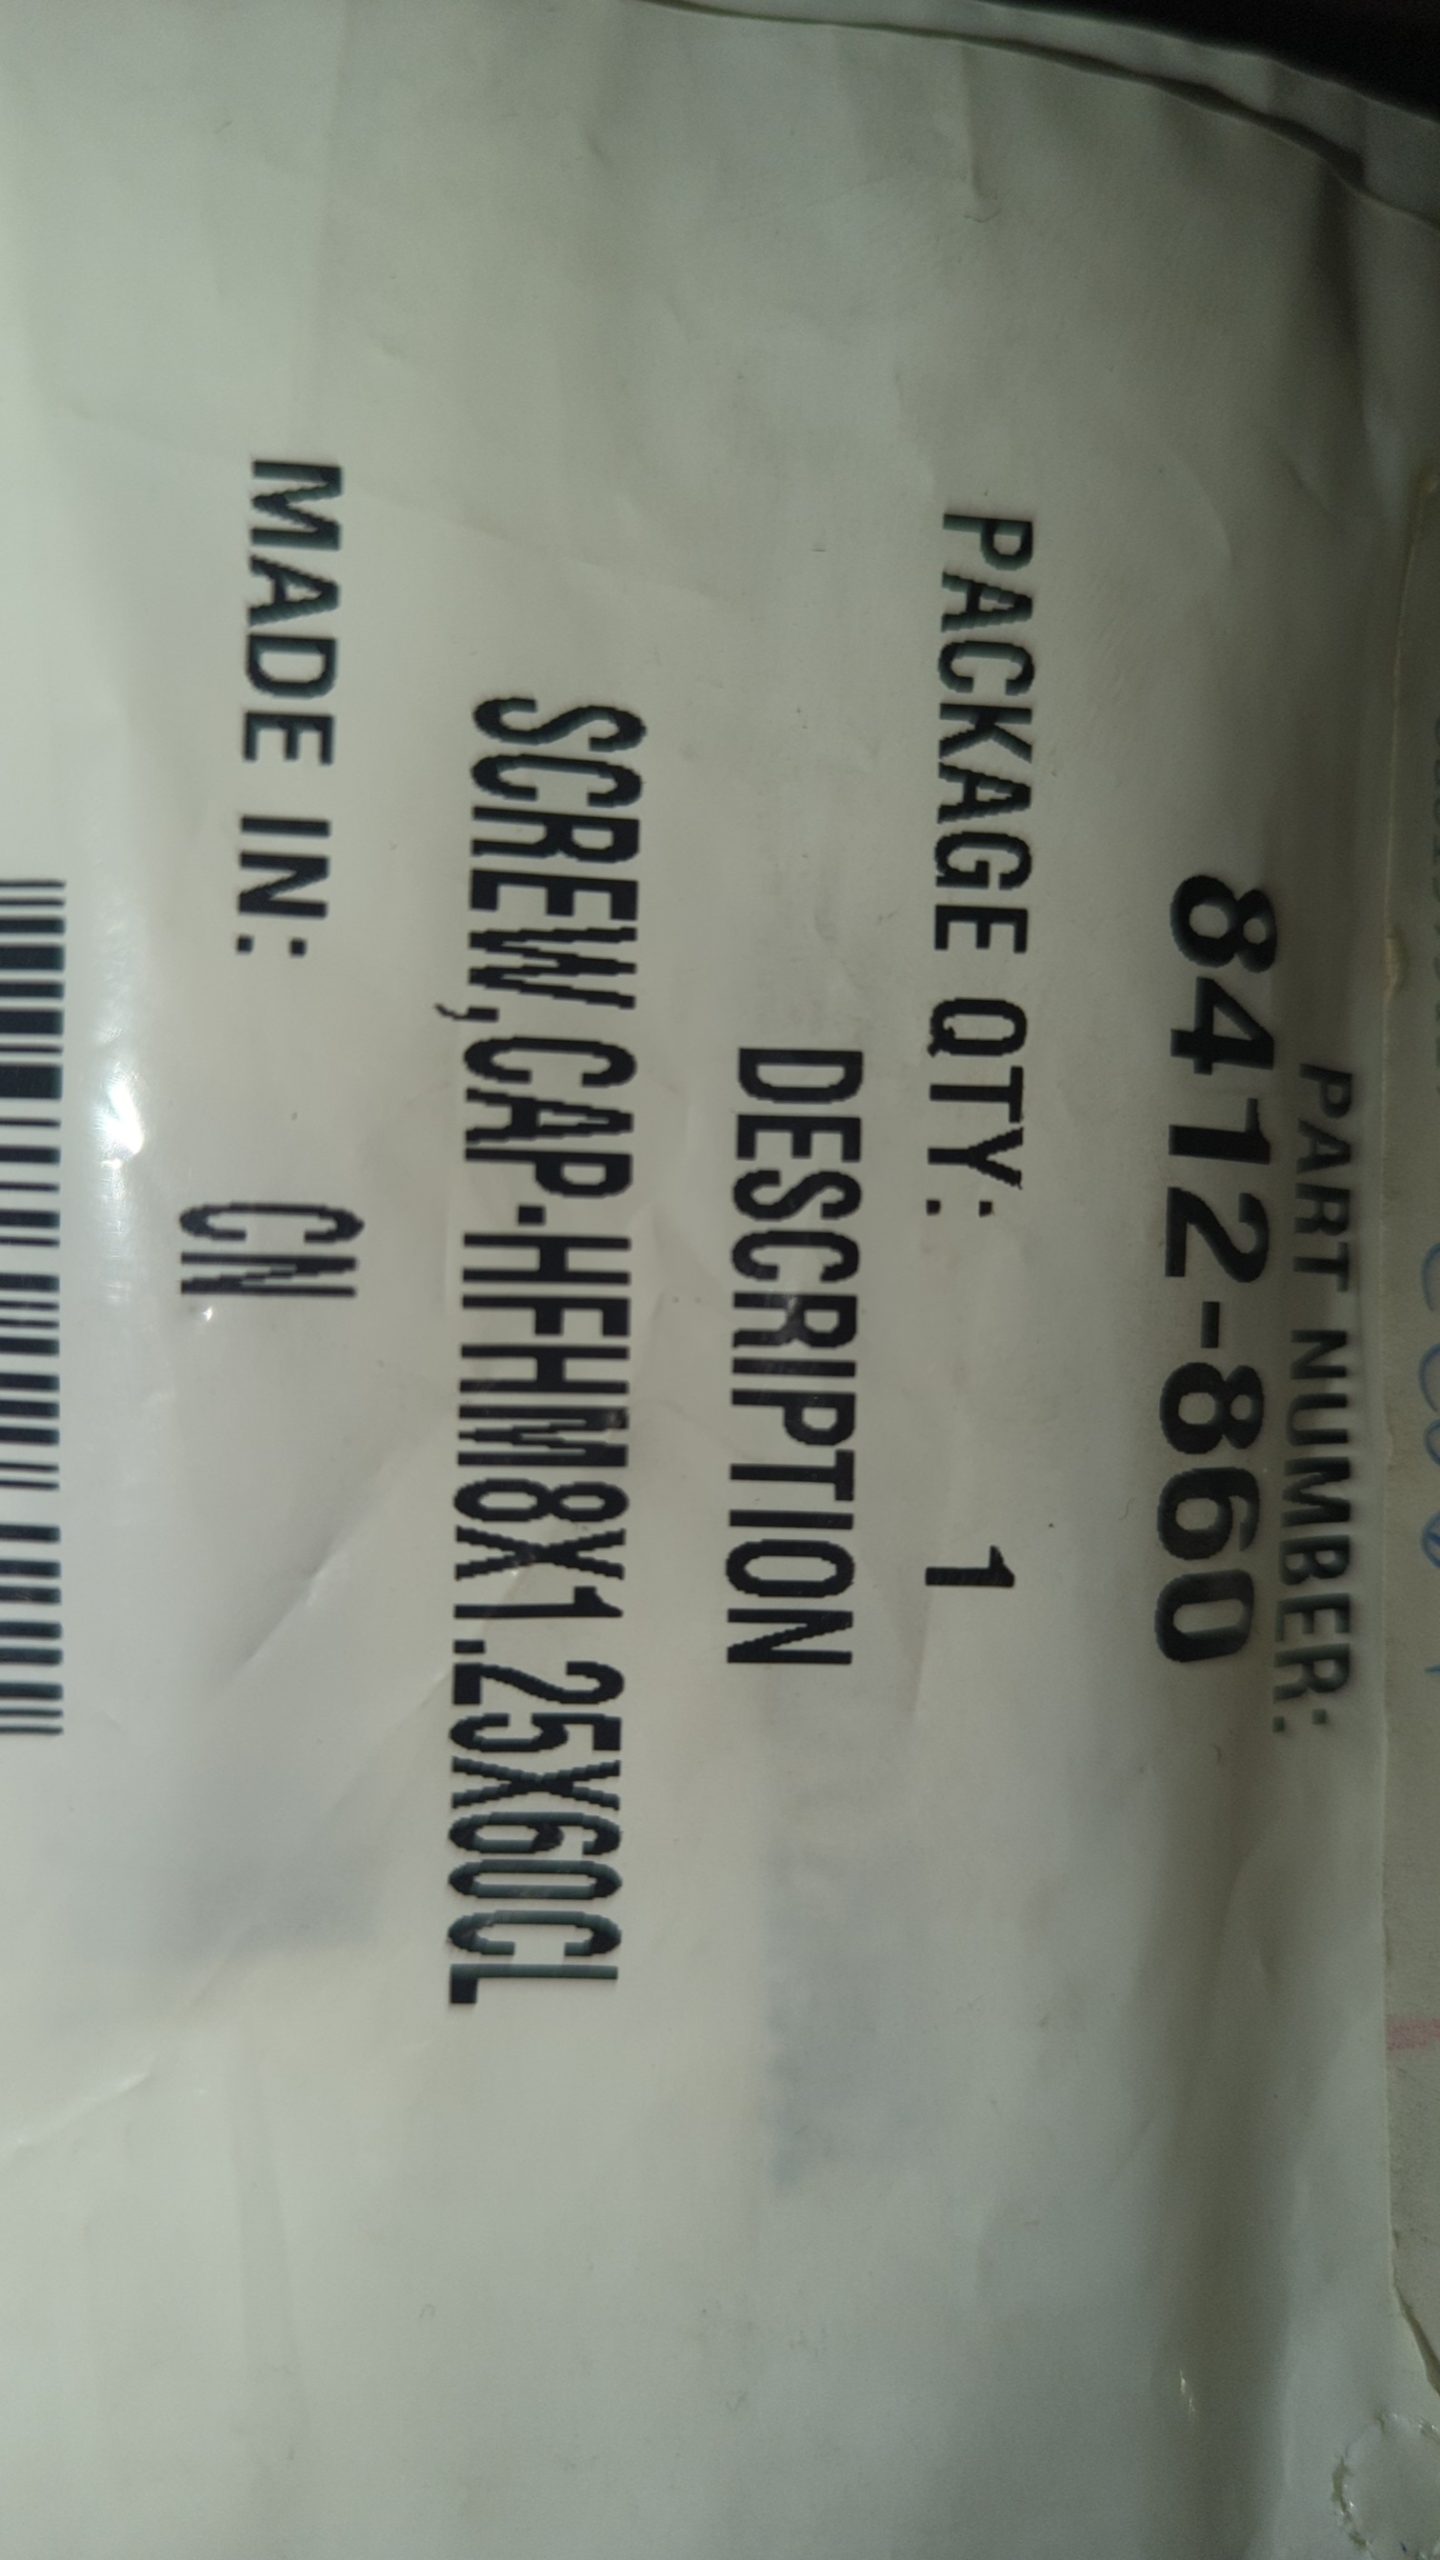 PART NUMBER:
8412-860
PACKAGE QTY: 1
DESCRIPTION
SCREW,CAP-HFHM8X1.25X60CL
MADE IN: CN